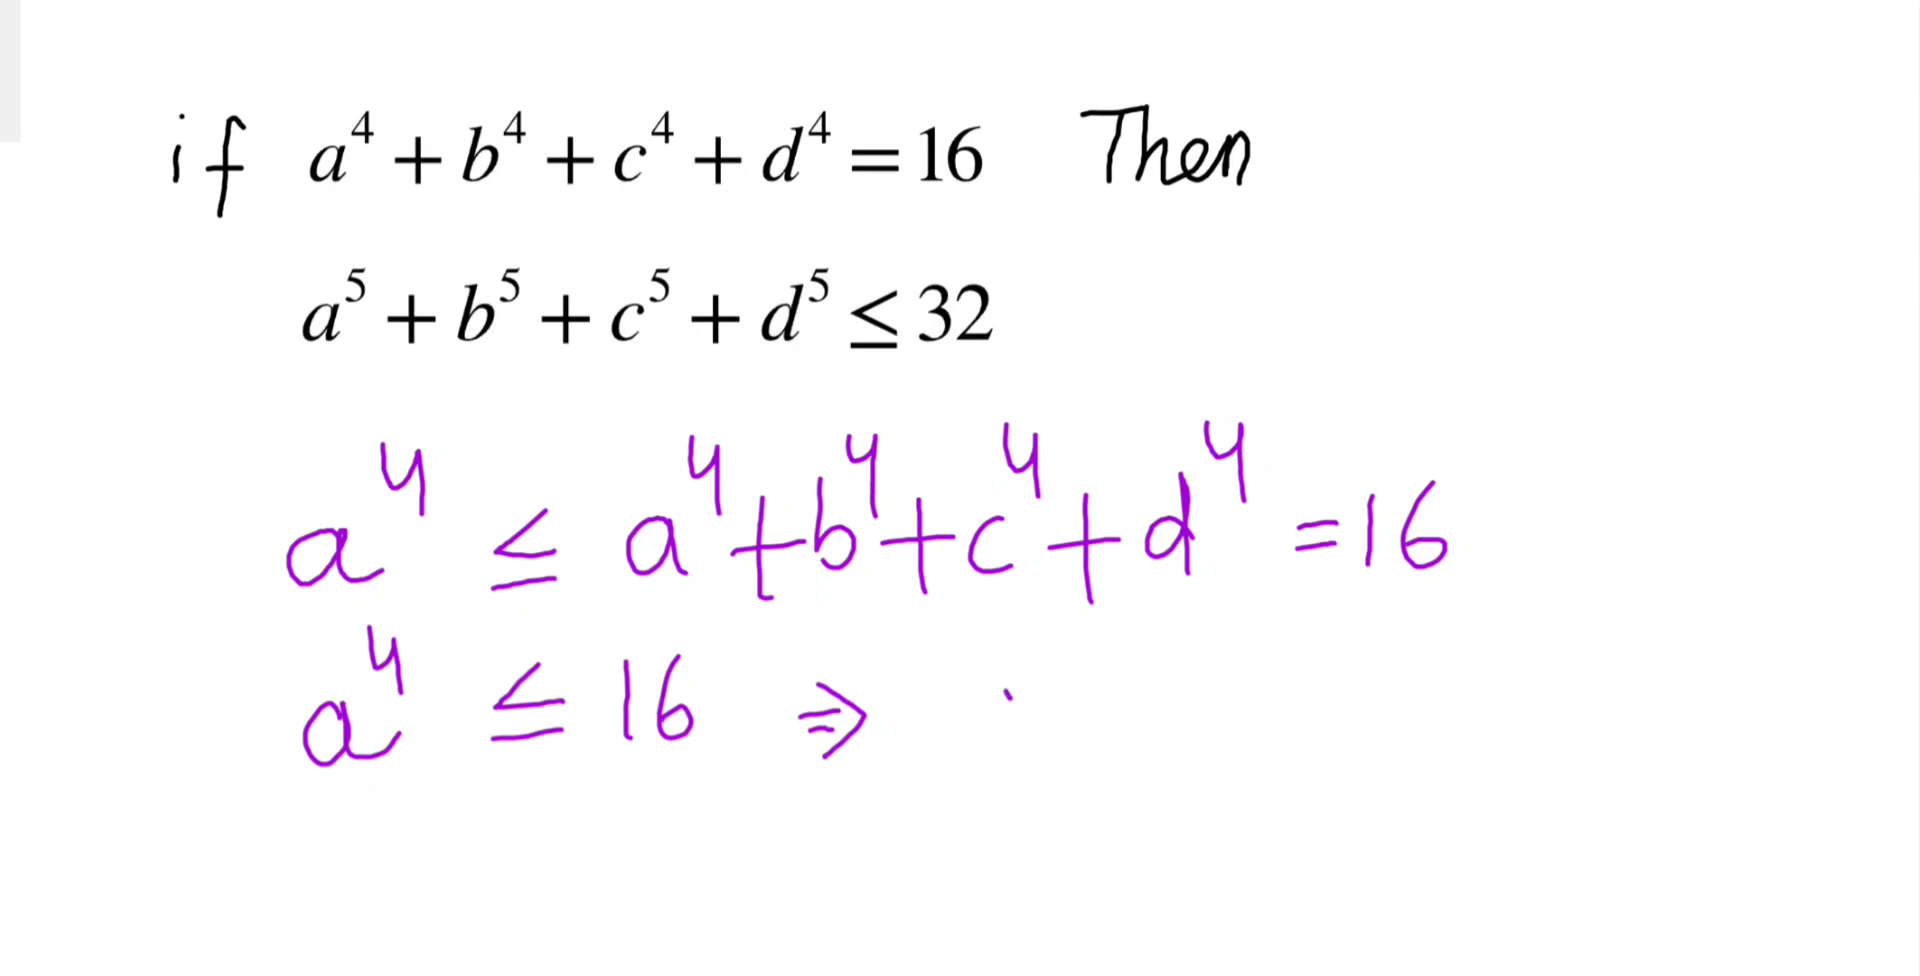 if a⁴ + b⁴ + c⁴ + d⁴ = 16 Then
a⁵ + b⁵ + c⁵ + d⁵ ≤ 32
a⁴ ≤ a⁴ + b⁴ + c⁴ + d⁴ = 16
a⁴ ≤ 16 ⇒